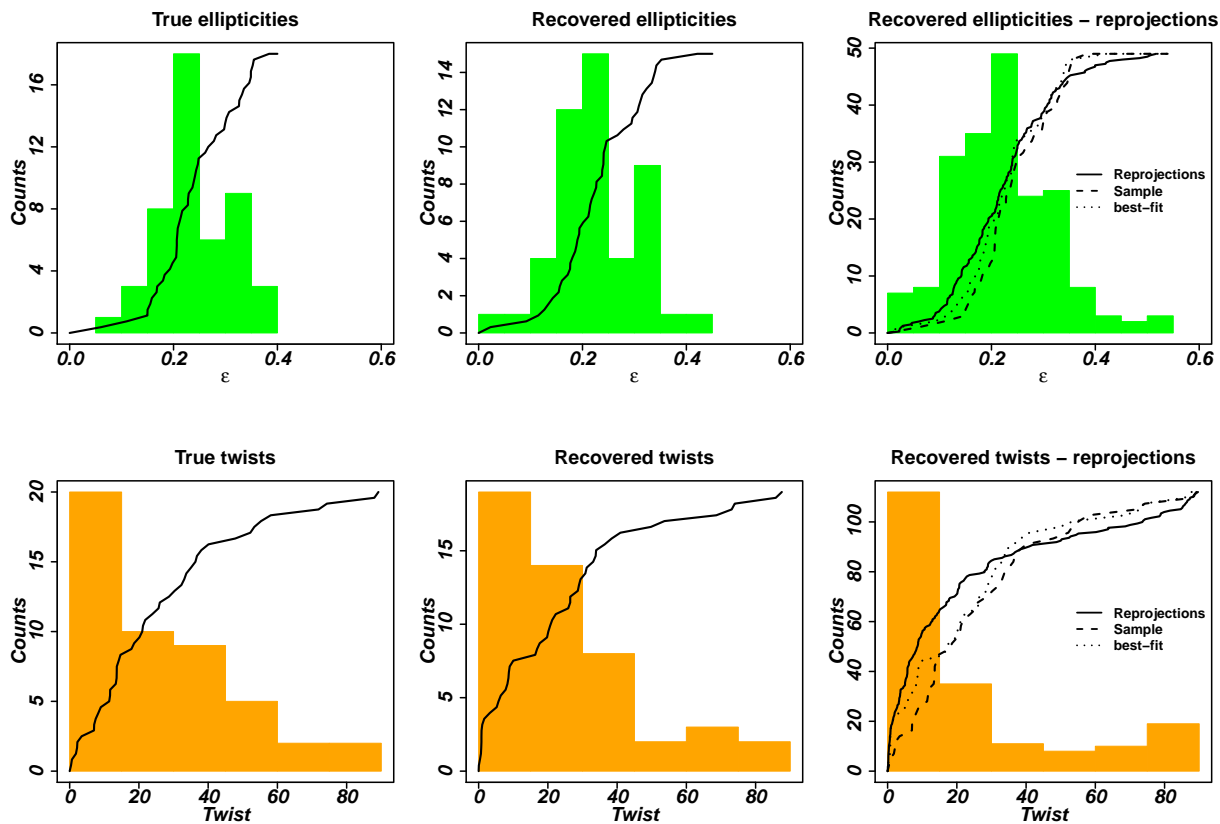 True ellipticities
Recovered ellipticities
Recovered ellipticities − reprojections
Counts
0 4 8 12 16
0.0 0.2 0.4 0.6
ε
Counts
0 2 4 6 8 10 14
0.0 0.2 0.4 0.6
ε
Counts
0 10 20 30 40 50
0.0 0.2 0.4 0.6
ε
Reprojections
Sample
best−fit
True twists
Recovered twists
Recovered twists − reprojections
Counts
0 5 10 15 20
0 20 40 60 80
Twist
Counts
0 5 10 15
0 20 40 60 80
Twist
Counts
0 20 40 60 80 100
0 20 40 60 80
Twist
Reprojections
Sample
best−fit